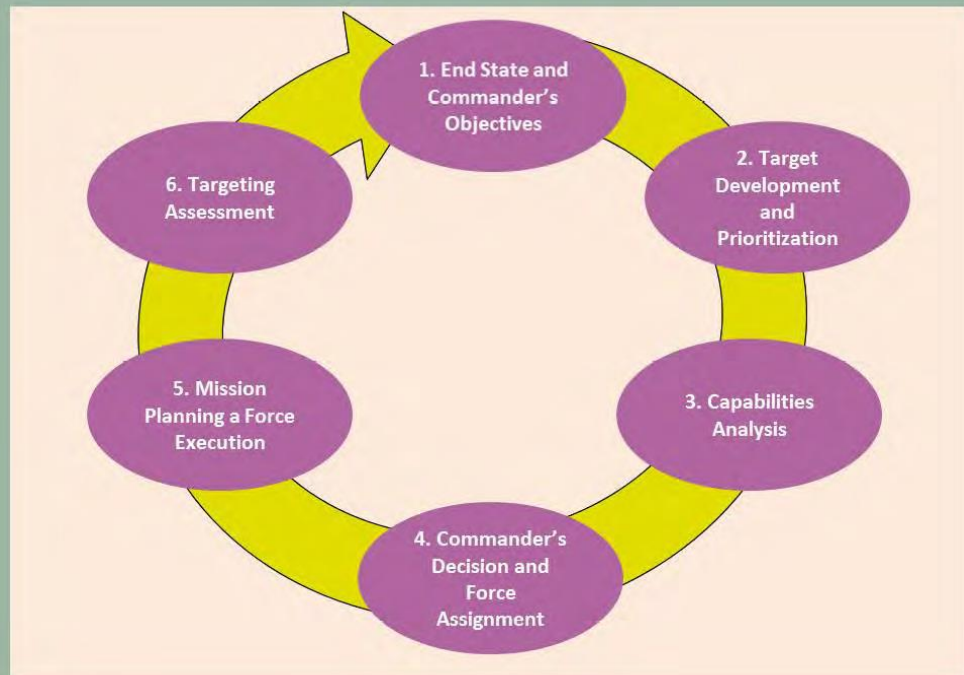 1. End State and
Commander's
Objectives
2. Target
Development
and
Prioritization
3. Capabilities
Analysis
4. Commander's
Decision and
Force
Assignment
5. Mission
Planning a Force
Execution
6. Targeting
Assessment